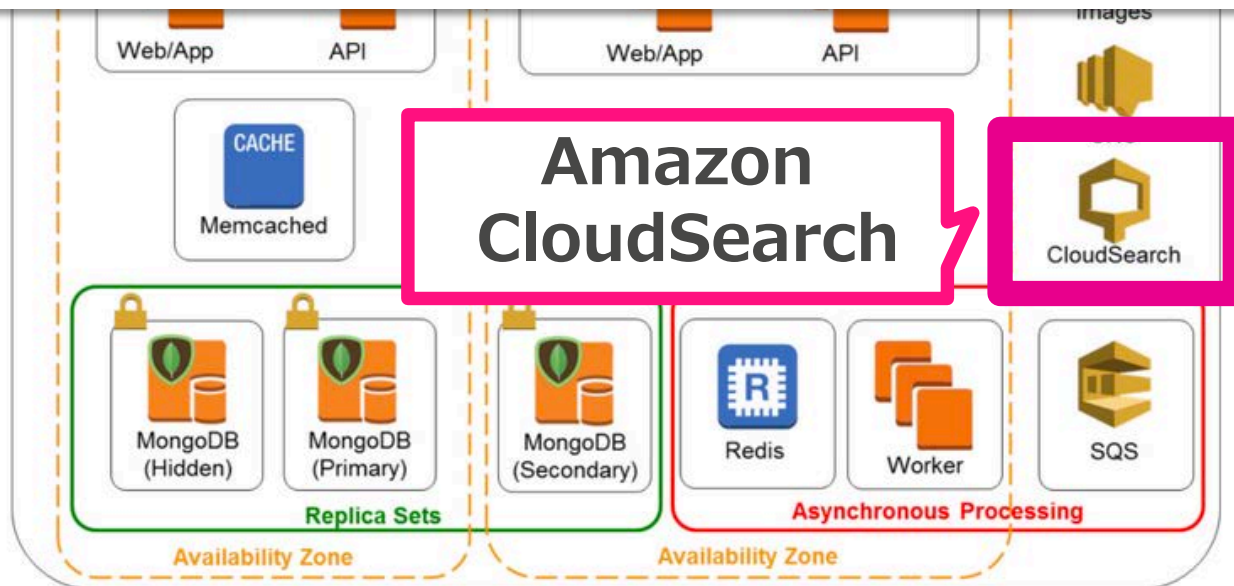 images
Web/App
API
Web/App
API
CACHE
Memcached
Amazon
CloudSearch
CloudSearch
MongoDB
(Hidden)
MongoDB
(Primary)
MongoDB
(Secondary)
R
Redis
Worker
SQS
Replica Sets
Asynchronous Processing
Availability Zone
Availability Zone